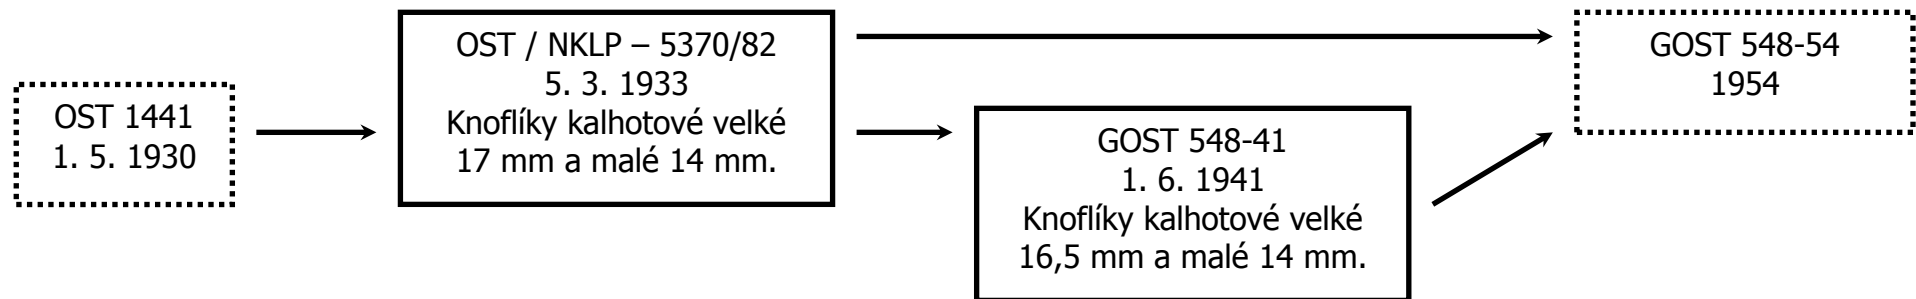 OST 1441
1. 5. 1930
OST / NKLP – 5370/82
5. 3. 1933
Knoflíky kalhotové velké
17 mm a malé 14 mm.
GOST 548-41
1. 6. 1941
Knoflíky kalhotové velké
16,5 mm a malé 14 mm.
GOST 548-54
1954